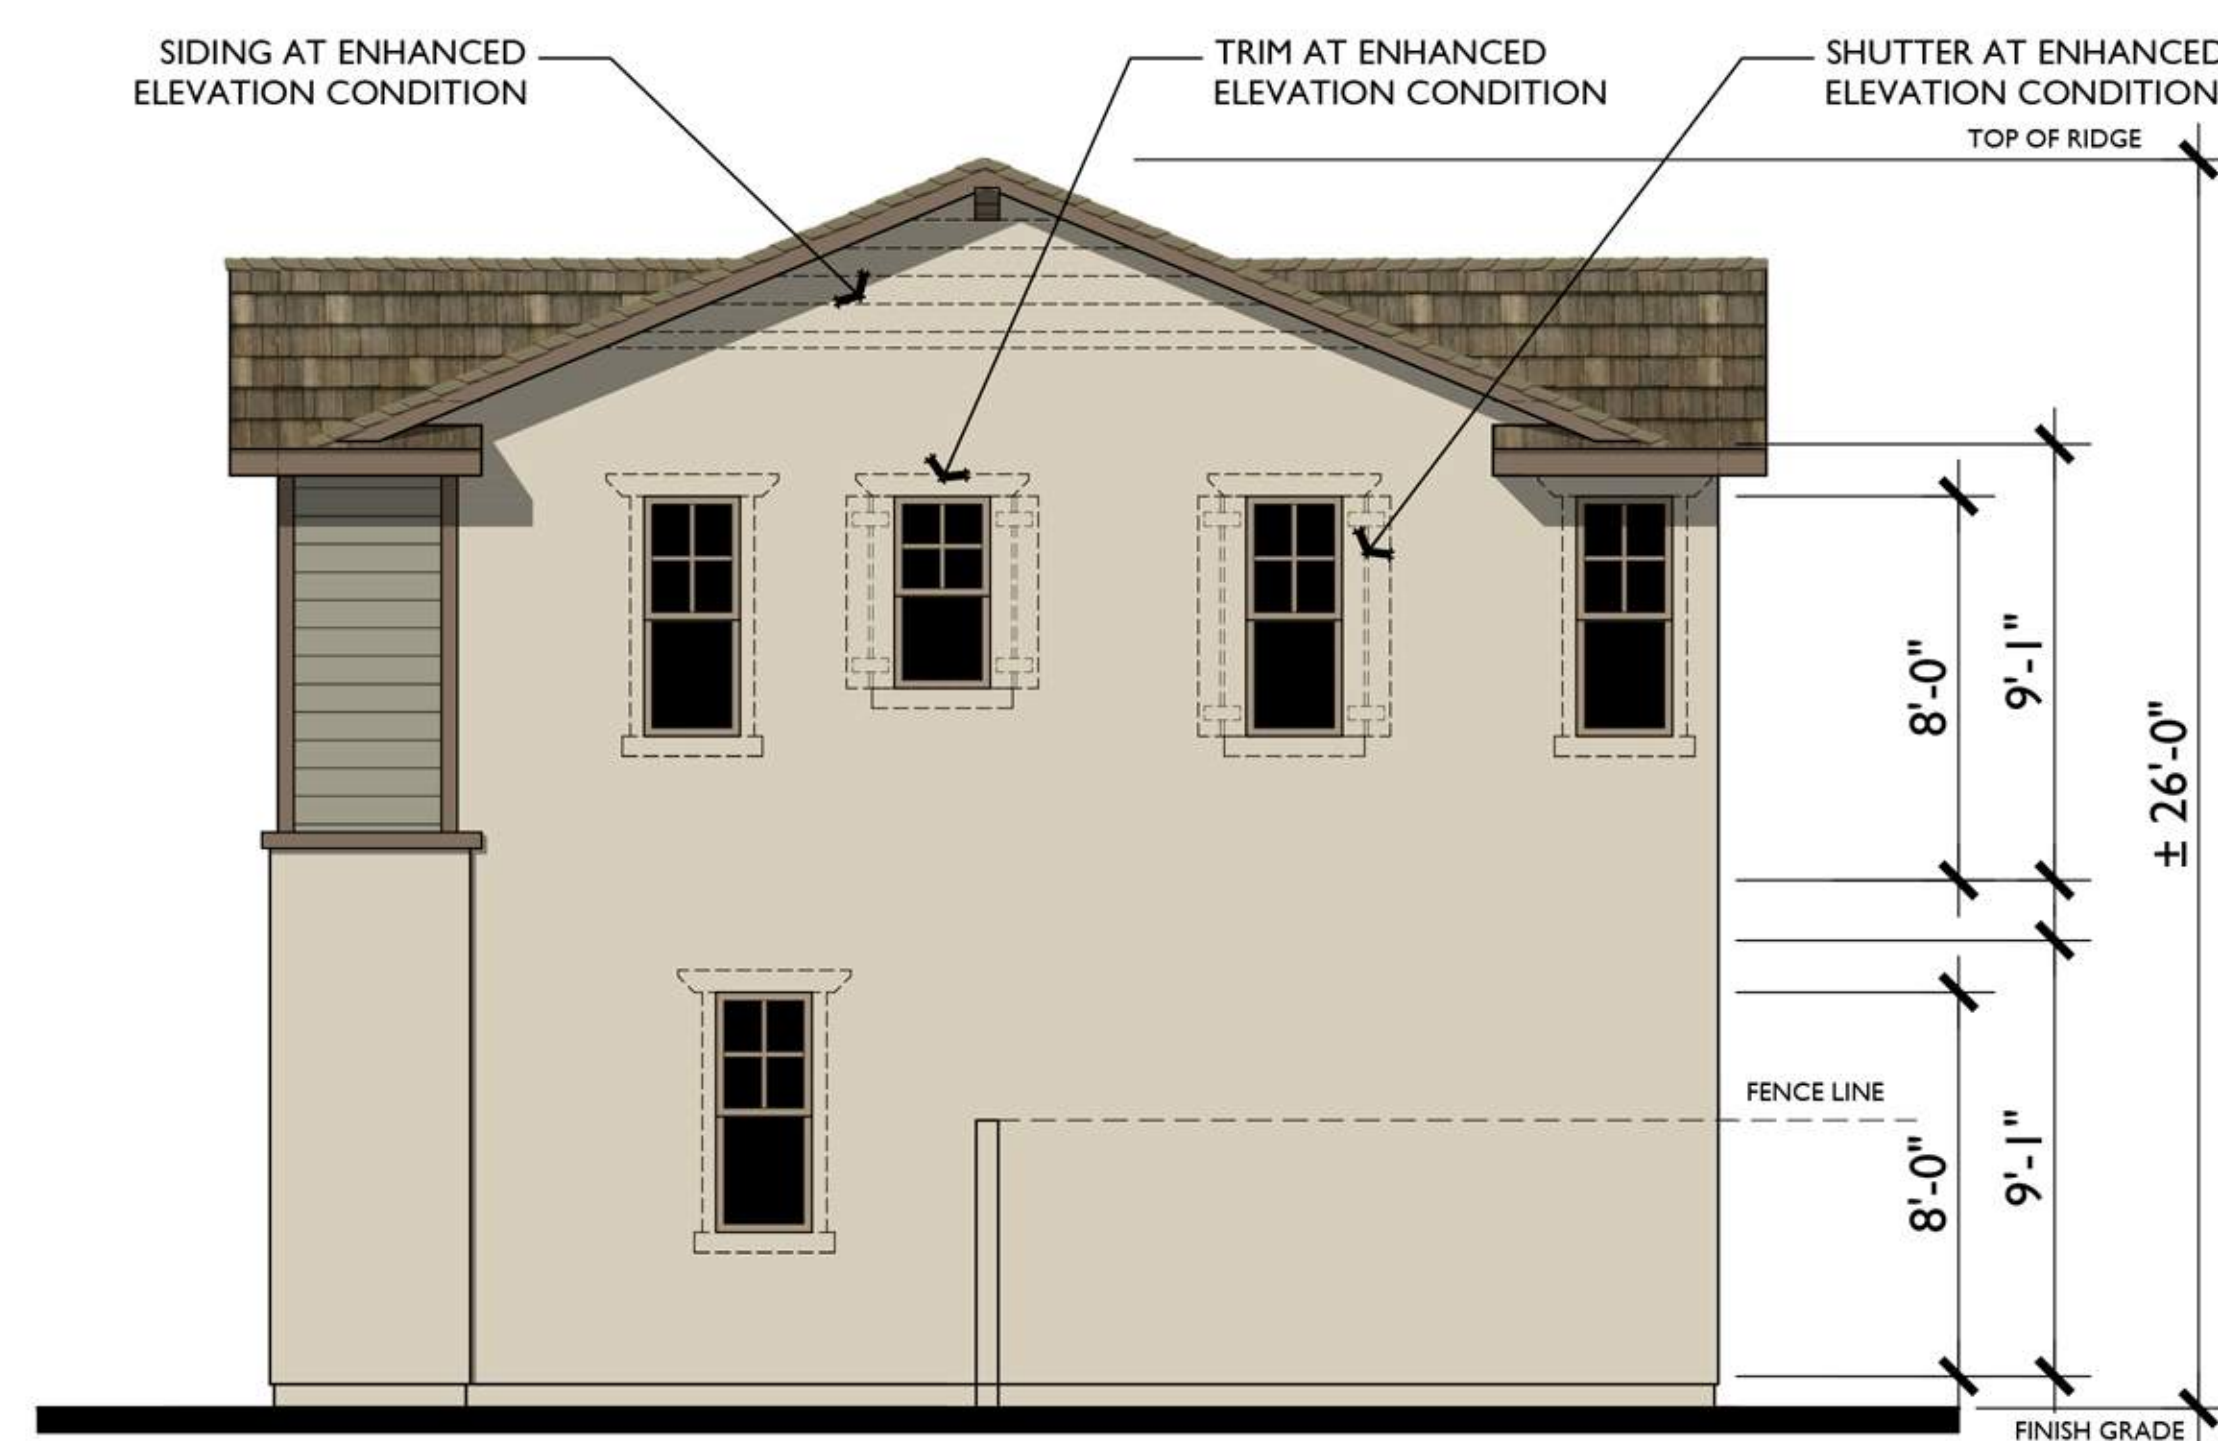 SIDING AT ENHANCED
ELEVATION CONDITION
TRIM AT ENHANCED
ELEVATION CONDITION
SHUTTER AT ENHANCED
ELEVATION CONDITION
TOP OF RIDGE
8'-0"
9'-1"
± 26'-0"
FENCE LINE
8'-0"
9'-1"
FINISH GRADE